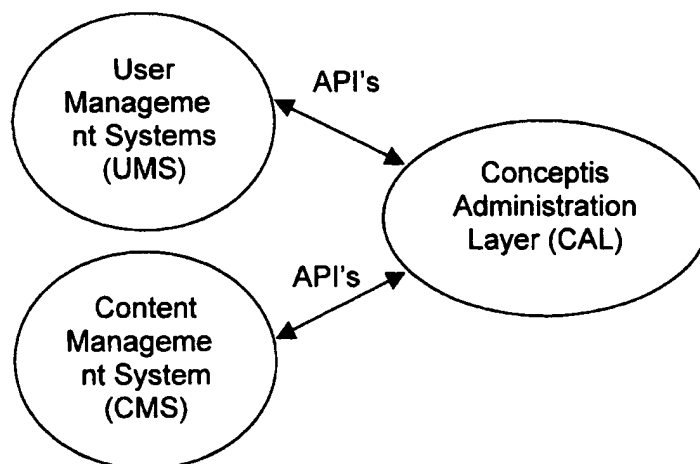 User
Manageme
nt Systems
(UMS)
API's
Conceptis
Administration
Layer (CAL)
API's
Content
Manageme
nt System
(CMS)